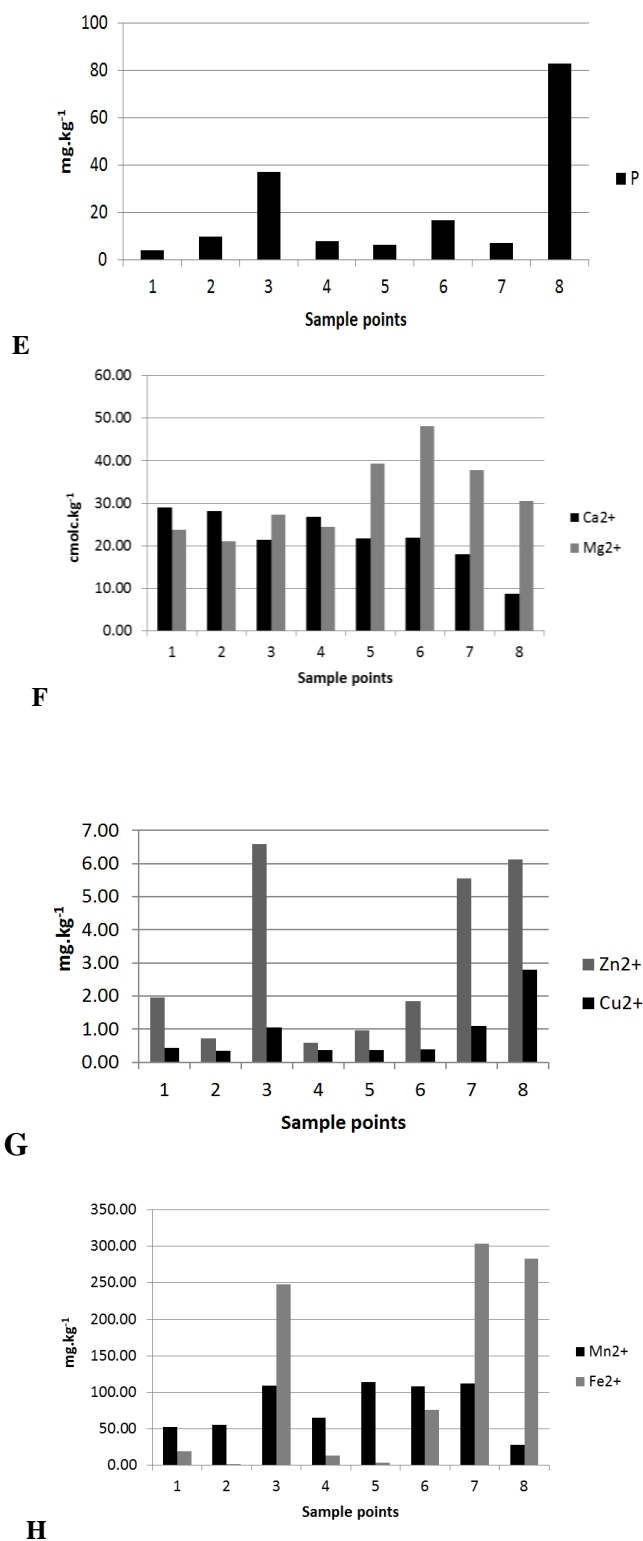 100
80
60
40
20
0
mg.kg-1
1 2 3 4 5 6 7 8
Sample points
P
E
60.00
50.00
40.00
30.00
20.00
10.00
0.00
cmolc.kg-1
1 2 3 4 5 6 7 8
Sample points
Ca2+
Mg2+
F
7.00
6.00
5.00
4.00
3.00
2.00
1.00
0.00
mg.kg-1
1 2 3 4 5 6 7 8
Sample points
Zn2+
Cu2+
G
350.00
300.00
250.00
200.00
150.00
100.00
50.00
0.00
mg.kg-1
1 2 3 4 5 6 7 8
Sample points
Mn2+
Fe2+
H